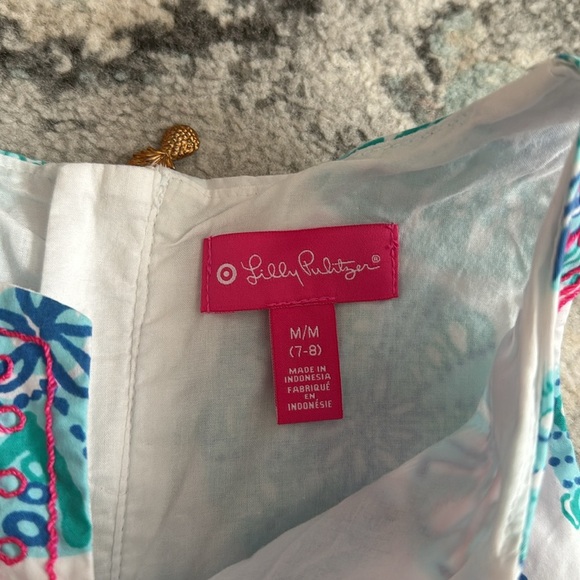 Lilly Pulitzer®
M/M
(7-8)
MADE IN
INDONESIA
FABRIQUÉ
EN
INDONÉSIE